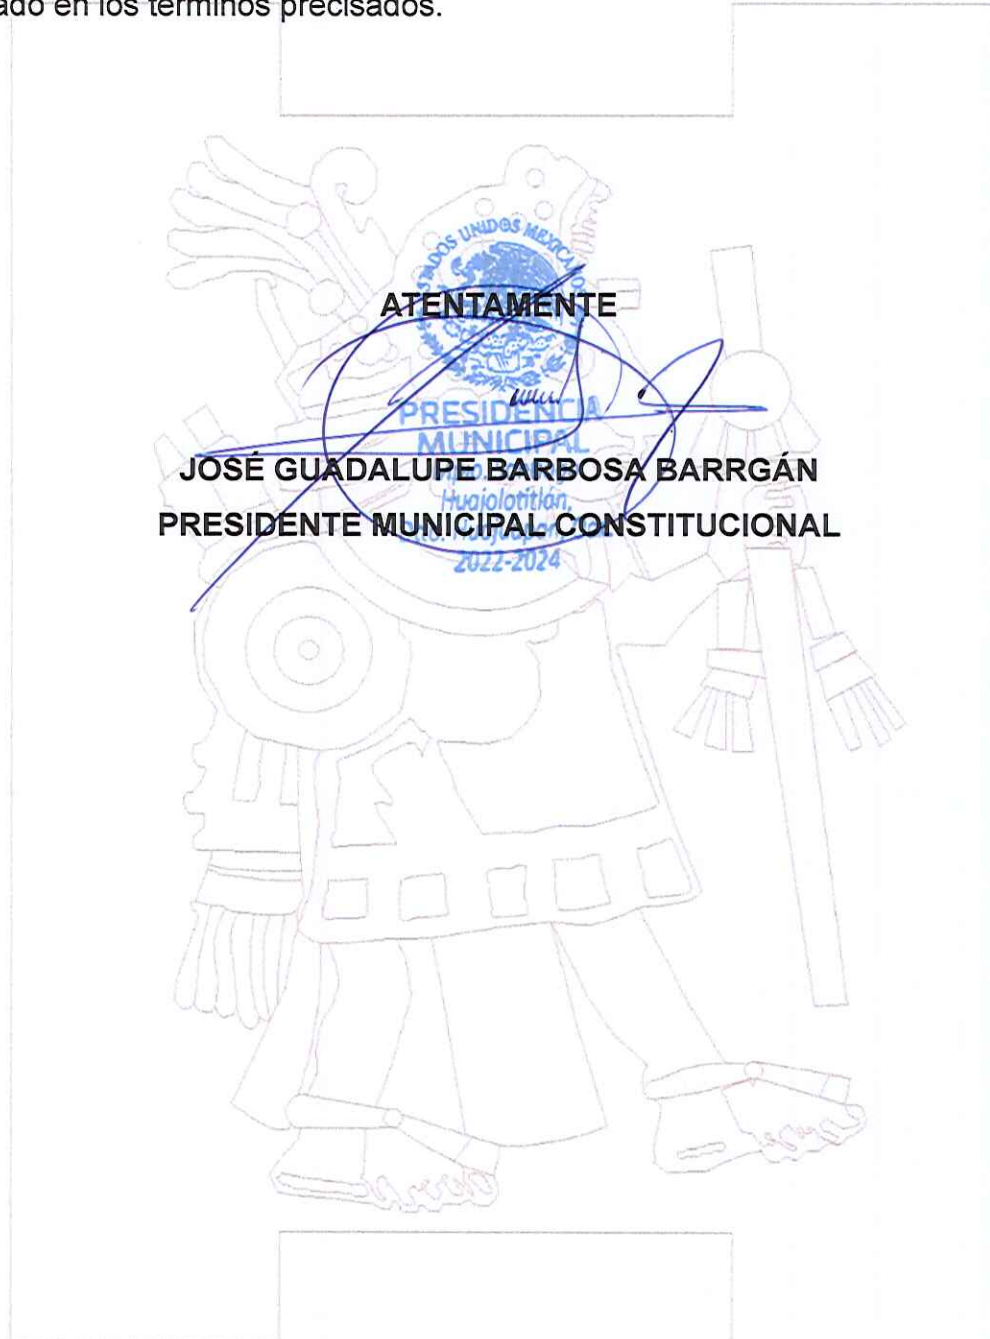 ado en los términos precisados.
ESTADOS UNIDOS MEXICANOS
ATENTAMENTE
PRESIDENCIA
MUNICIPAL
JOSÉ GUADALUPE BARBOSA BARRGÁN
Huajolotitlán,
PRESIDENTE MUNICIPAL CONSTITUCIONAL
2022-2024